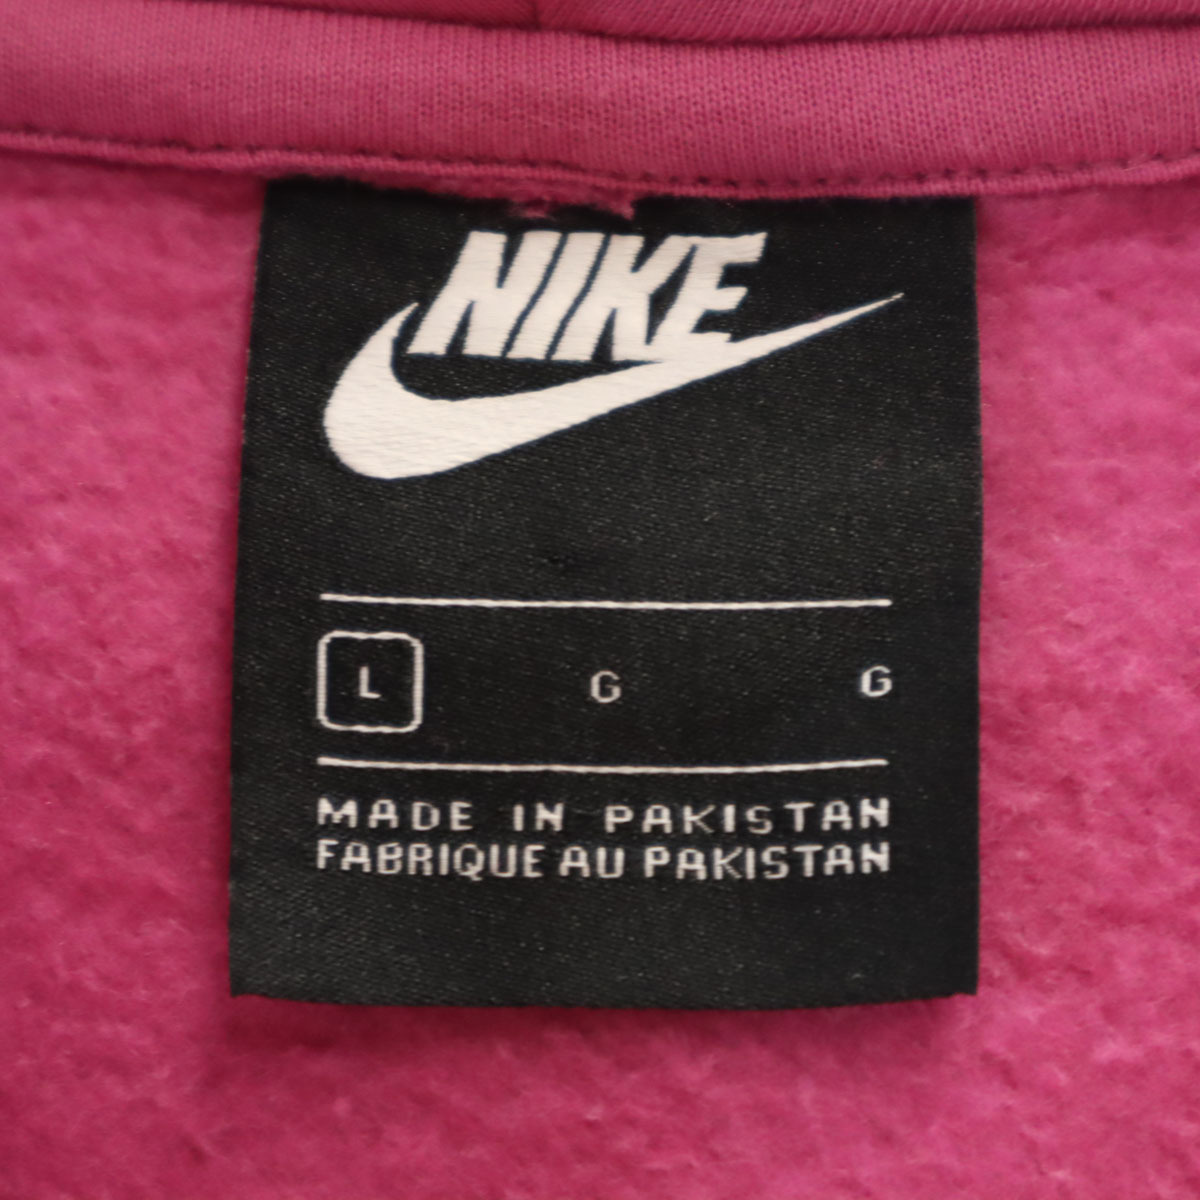 NIKE
L G G
MADE IN PAKISTAN
FABRIQUE AU PAKISTAN